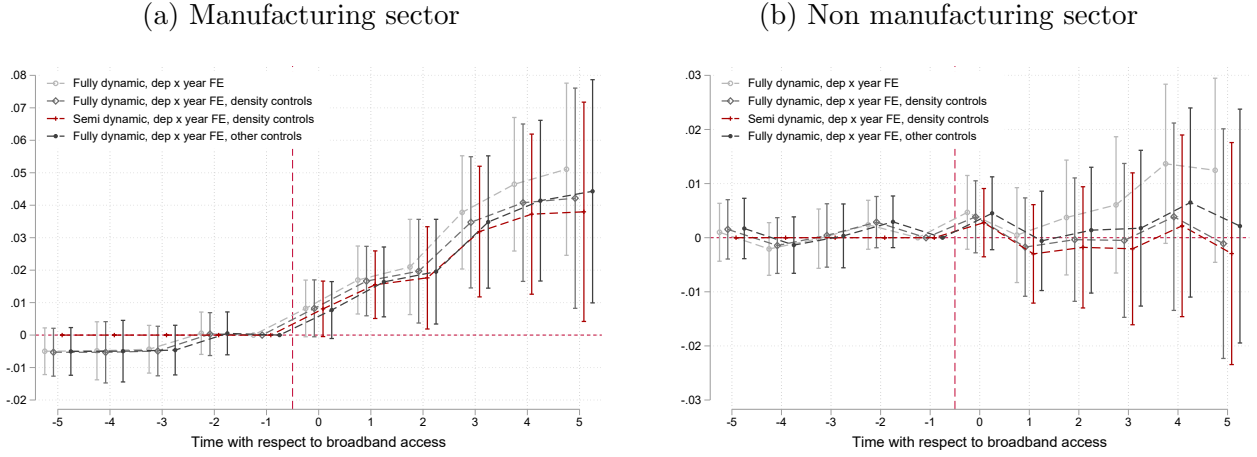 (a) Manufacturing sector
.08
.07
.06
.05
.04
.03
.02
.01
0
-.01
-.02
Fully dynamic, dep x year FE
Fully dynamic, dep x year FE, density controls
Semi dynamic, dep x year FE, density controls
Fully dynamic, dep x year FE, other controls
-5 -4 -3 -2 -1 0 1 2 3 4 5
Time with respect to broadband access
(b) Non manufacturing sector
.03
.02
.01
0
-.01
-.02
-.03
Fully dynamic, dep x year FE
Fully dynamic, dep x year FE, density controls
Semi dynamic, dep x year FE, density controls
Fully dynamic, dep x year FE, other controls
-5 -4 -3 -2 -1 0 1 2 3 4 5
Time with respect to broadband access